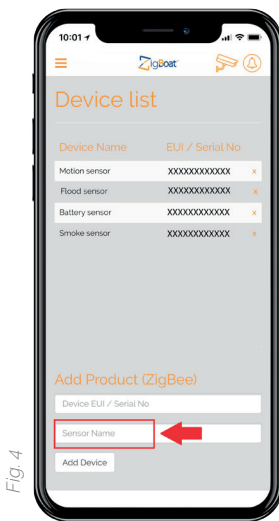 10:01
ZigBoat
Device list
Device Name EUI / Serial No
Motion sensor XXXXXXXXXXXX x
Flood sensor XXXXXXXXXXXX x
Battery sensor XXXXXXXXXXXX x
Smoke sensor XXXXXXXXXXXX x
Add Product (ZigBee)
Device EUI / Serial No
Sensor Name
Add Device
Fig. 4